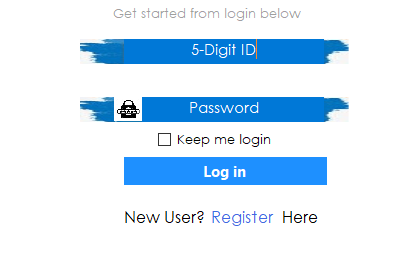 Get started from login below
5-Digit ID
Password
Keep me login
Log in
New User? Register Here